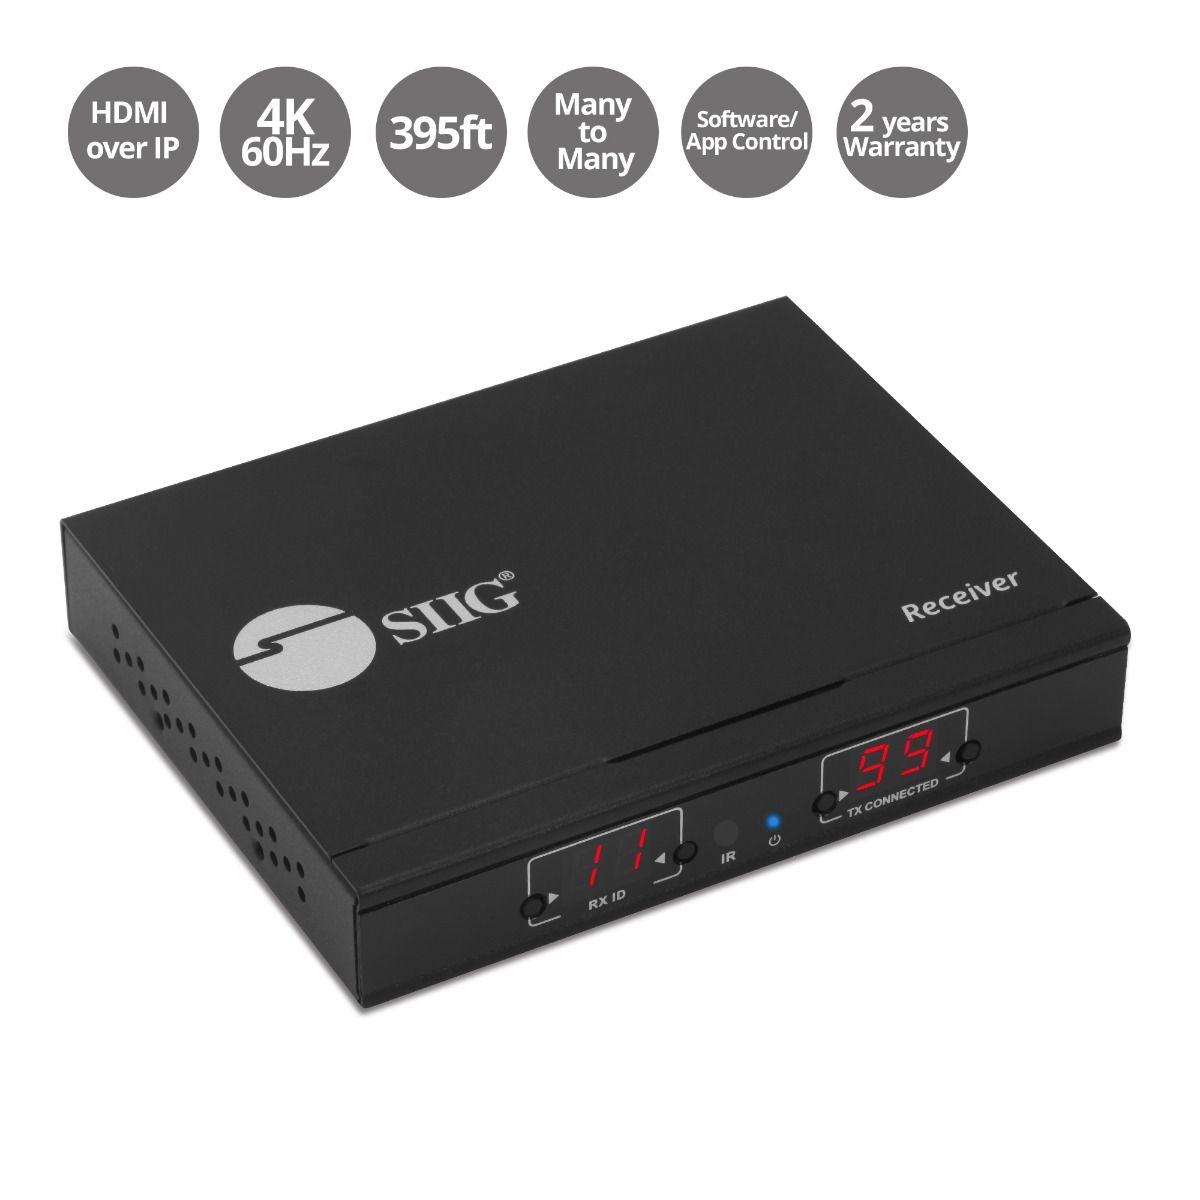 HDMI
over IP
4K
60Hz
395ft
Many
to
Many
Software/
App Control
2 years
Warranty
SIIG®
Receiver
99
TX CONNECTED
11
RX ID
IR